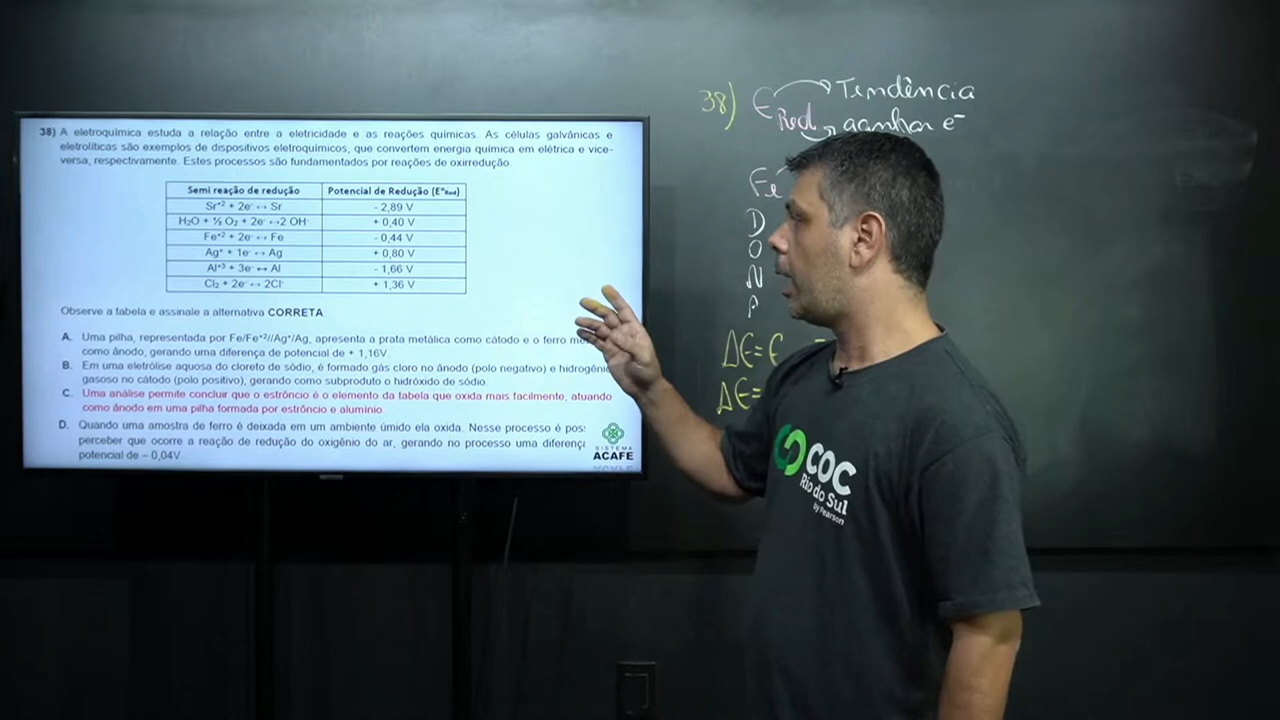 38) A eletroquímica estuda a relação entre a eletricidade e as reações químicas. As células galvânicas e
eletrolíticas são exemplos de dispositivos eletroquímicos, que convertem energia química em elétrica e vice-
versa, respectivamente. Estes processos são fundamentados por reações de oxirredução.
Semi reação de redução Potencial de Redução (E°Red)
Sr⁺² + 2e⁻ ↔ Sr - 2,89 V
H₂O + ½ O₂ + 2e⁻ ↔ 2 OH⁻ + 0,40 V
Fe⁺² + 2e⁻ ↔ Fe - 0,44 V
Ag⁺ + 1e⁻ ↔ Ag + 0,80 V
Al⁺³ + 3e⁻ ↔ Al - 1,66 V
Cl₂ + 2e⁻ ↔ 2Cl⁻ + 1,36 V
Observe a tabela e assinale a alternativa CORRETA
A. Uma pilha, representada por Fe/Fe⁺²//Ag⁺/Ag, apresenta a prata metálica como cátodo e o ferro
como ânodo, gerando uma diferença de potencial de + 1,16V.
B. Em uma eletrólise aquosa do cloreto de sódio, é formado gás cloro no ânodo (polo negativo) e
gasoso no cátodo (polo positivo), gerando como subproduto o hidróxido de sódio.
C. Uma análise permite concluir que o estrôncio é o elemento da tabela que oxida mais facilmente, atuando
como ânodo em uma pilha formada por estrôncio e alumínio.
D. Quando uma amostra de ferro é deixada em um ambiente úmido ela oxida. Nesse processo é
perceber que ocorre a reação de redução do oxigênio do ar, gerando no processo uma
potencial de – 0,04V.
SISTEMA
ACAFE
38) E Red → Tendência
ganhar e⁻
Fe
D
O
N
A
ΔE = E
ΔE =
COC
Rio do Sul
by Pearson